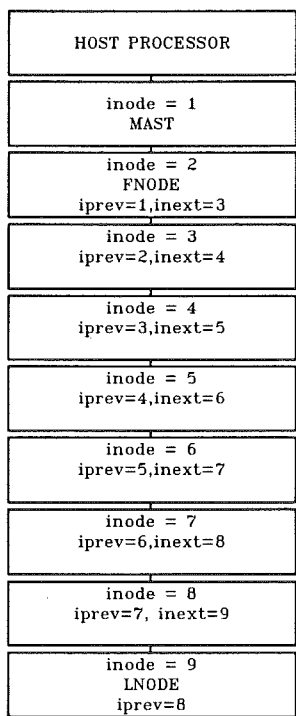 HOST PROCESSOR
inode = 1
MAST
inode = 2
FNODE
iprev=1,inext=3
inode = 3
iprev=2,inext=4
inode = 4
iprev=3,inext=5
inode = 5
iprev=4,inext=6
inode = 6
iprev=5,inext=7
inode = 7
iprev=6,inext=8
inode = 8
iprev=7, inext=9
inode = 9
LNODE
iprev=8